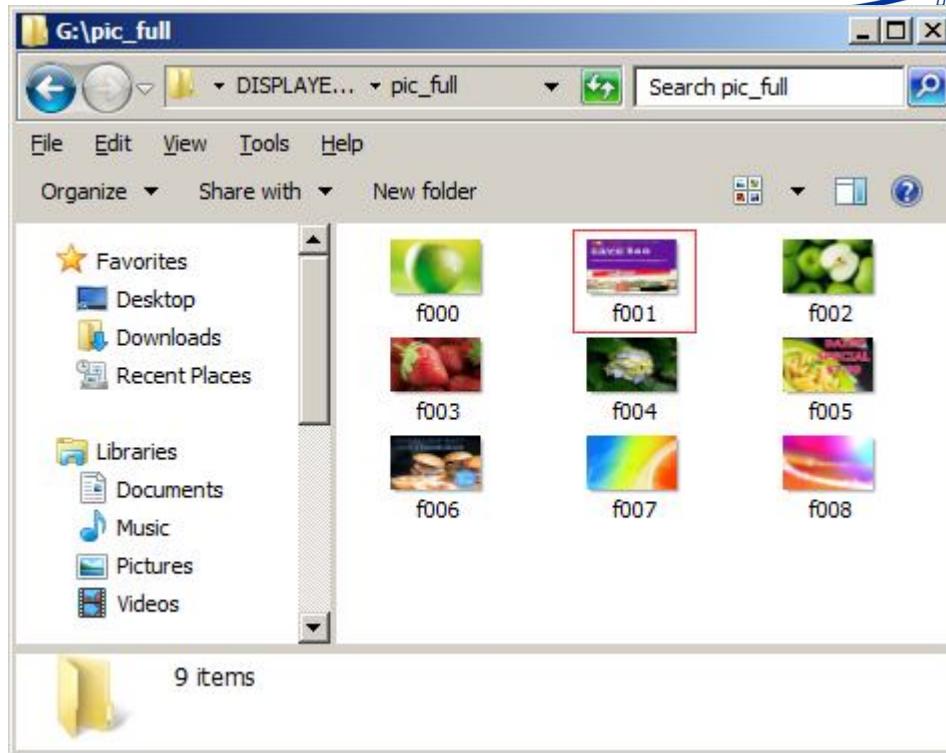 G:\pic_full
DISPLAYE... pic_full Search pic_full
File Edit View Tools Help
Organize Share with New folder
Favorites
Desktop
Downloads
Recent Places
Libraries
Documents
Music
Pictures
Videos
f000 f001 f002
f003 f004 f005
f006 f007 f008
9 items